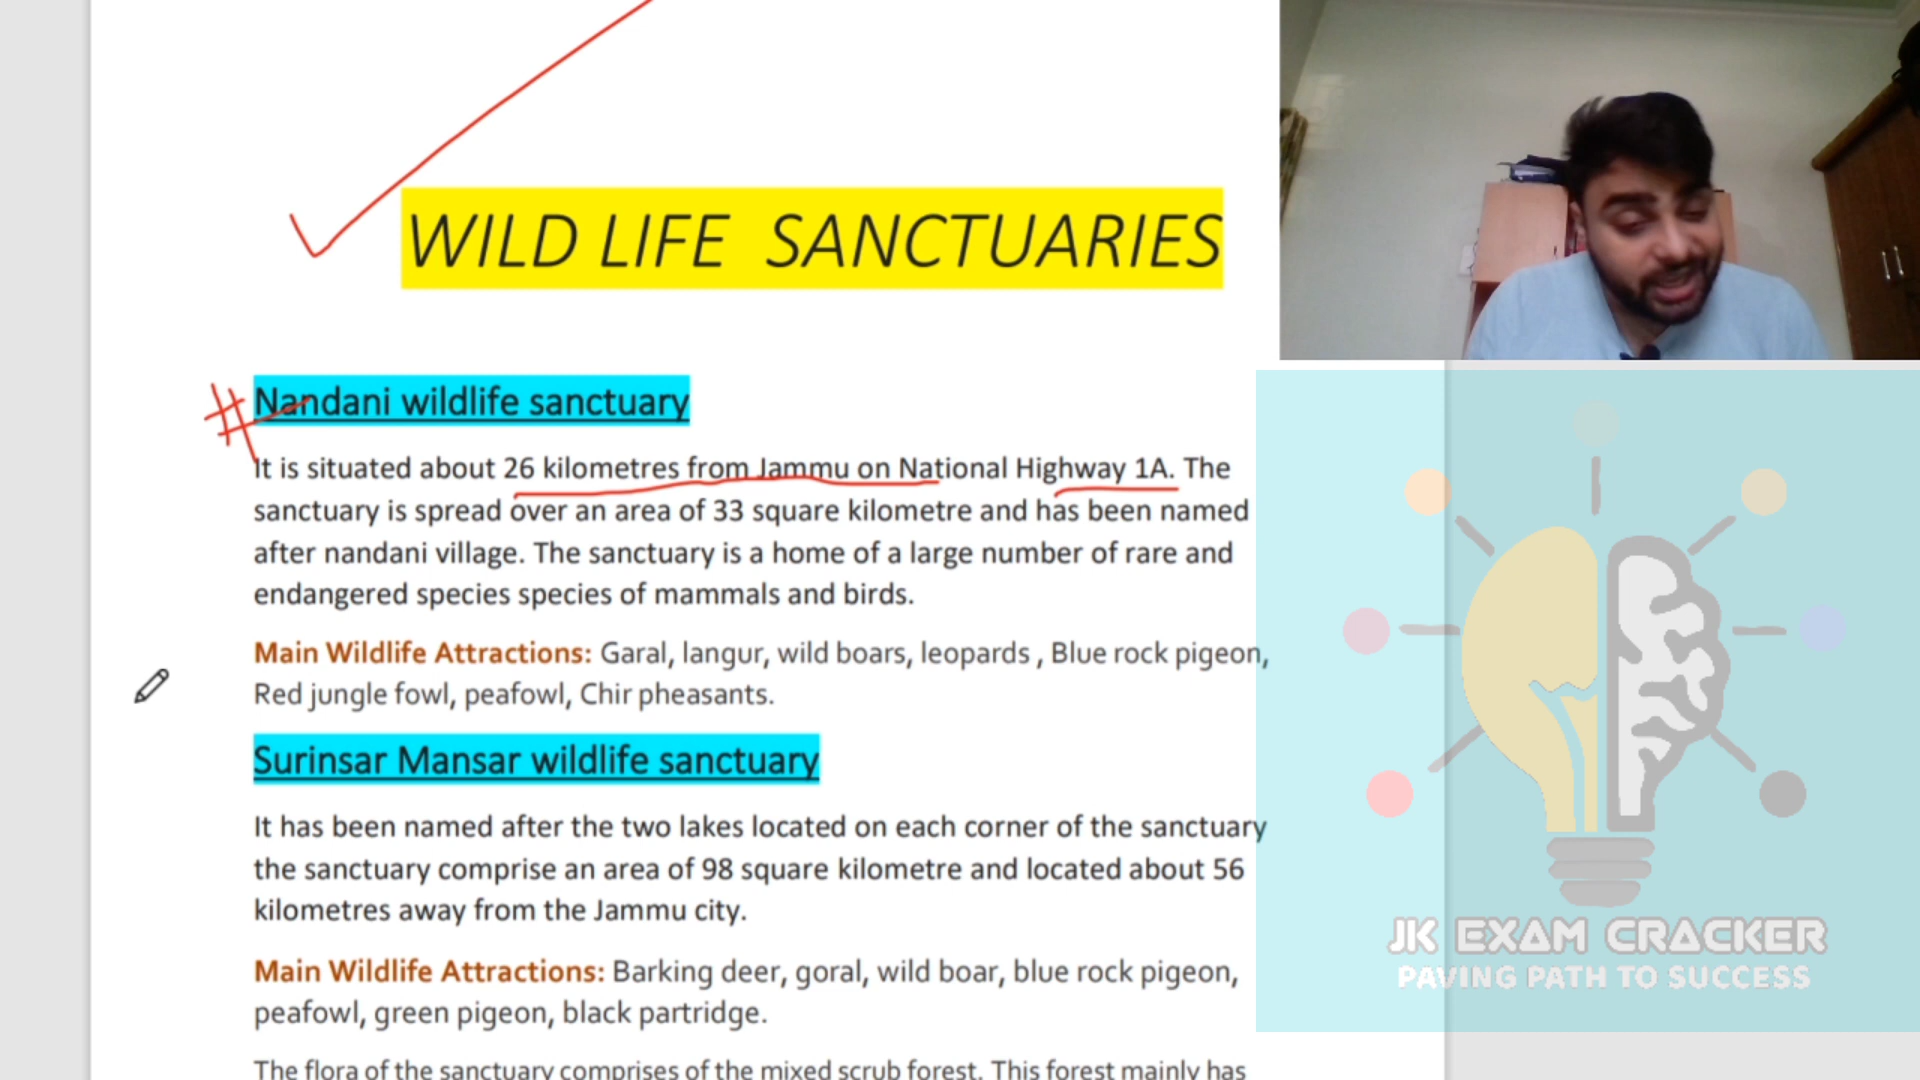 WILD LIFE SANCTUARIES
Nandani wildlife sanctuary
It is situated about 26 kilometres from Jammu on National Highway 1A. The
sanctuary is spread over an area of 33 square kilometre and has been named
after nandani village. The sanctuary is a home of a large number of rare and
endangered species species of mammals and birds.
Main Wildlife Attractions: Garal, langur, wild boars, leopards , Blue rock pigeon,
Red jungle fowl, peafowl, Chir pheasants.
Surinsar Mansar wildlife sanctuary
It has been named after the two lakes located on each corner of the sanctuary
the sanctuary comprise an area of 98 square kilometre and located about 56
kilometres away from the Jammu city.
Main Wildlife Attractions: Barking deer, goral, wild boar, blue rock pigeon,
peafowl, green pigeon, black partridge.
The flora of the sanctuary comprises of the mixed scrub forest. This forest mainly has
JK EXAM CRACKER
PAVING PATH TO SUCCESS